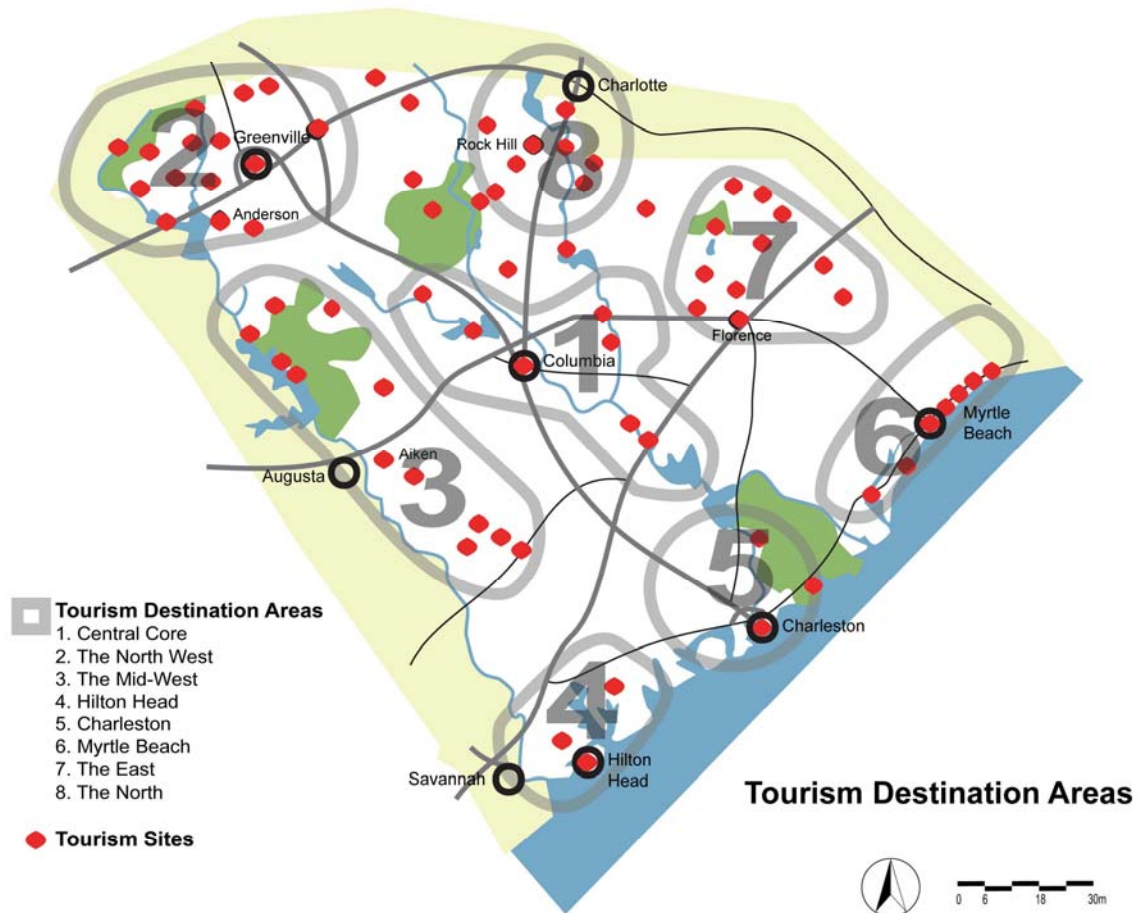 Charlotte
2
Greenville
Rock Hill
8
Anderson
7
1
Florence
Columbia
6
Myrtle
Beach
Augusta
Aiken
3
5
Charleston
4
Savannah
Hilton
Head
Tourism Destination Areas
1. Central Core
2. The North West
3. The Mid-West
4. Hilton Head
5. Charleston
6. Myrtle Beach
7. The East
8. The North
Tourism Sites
Tourism Destination Areas
0 6 18 30m